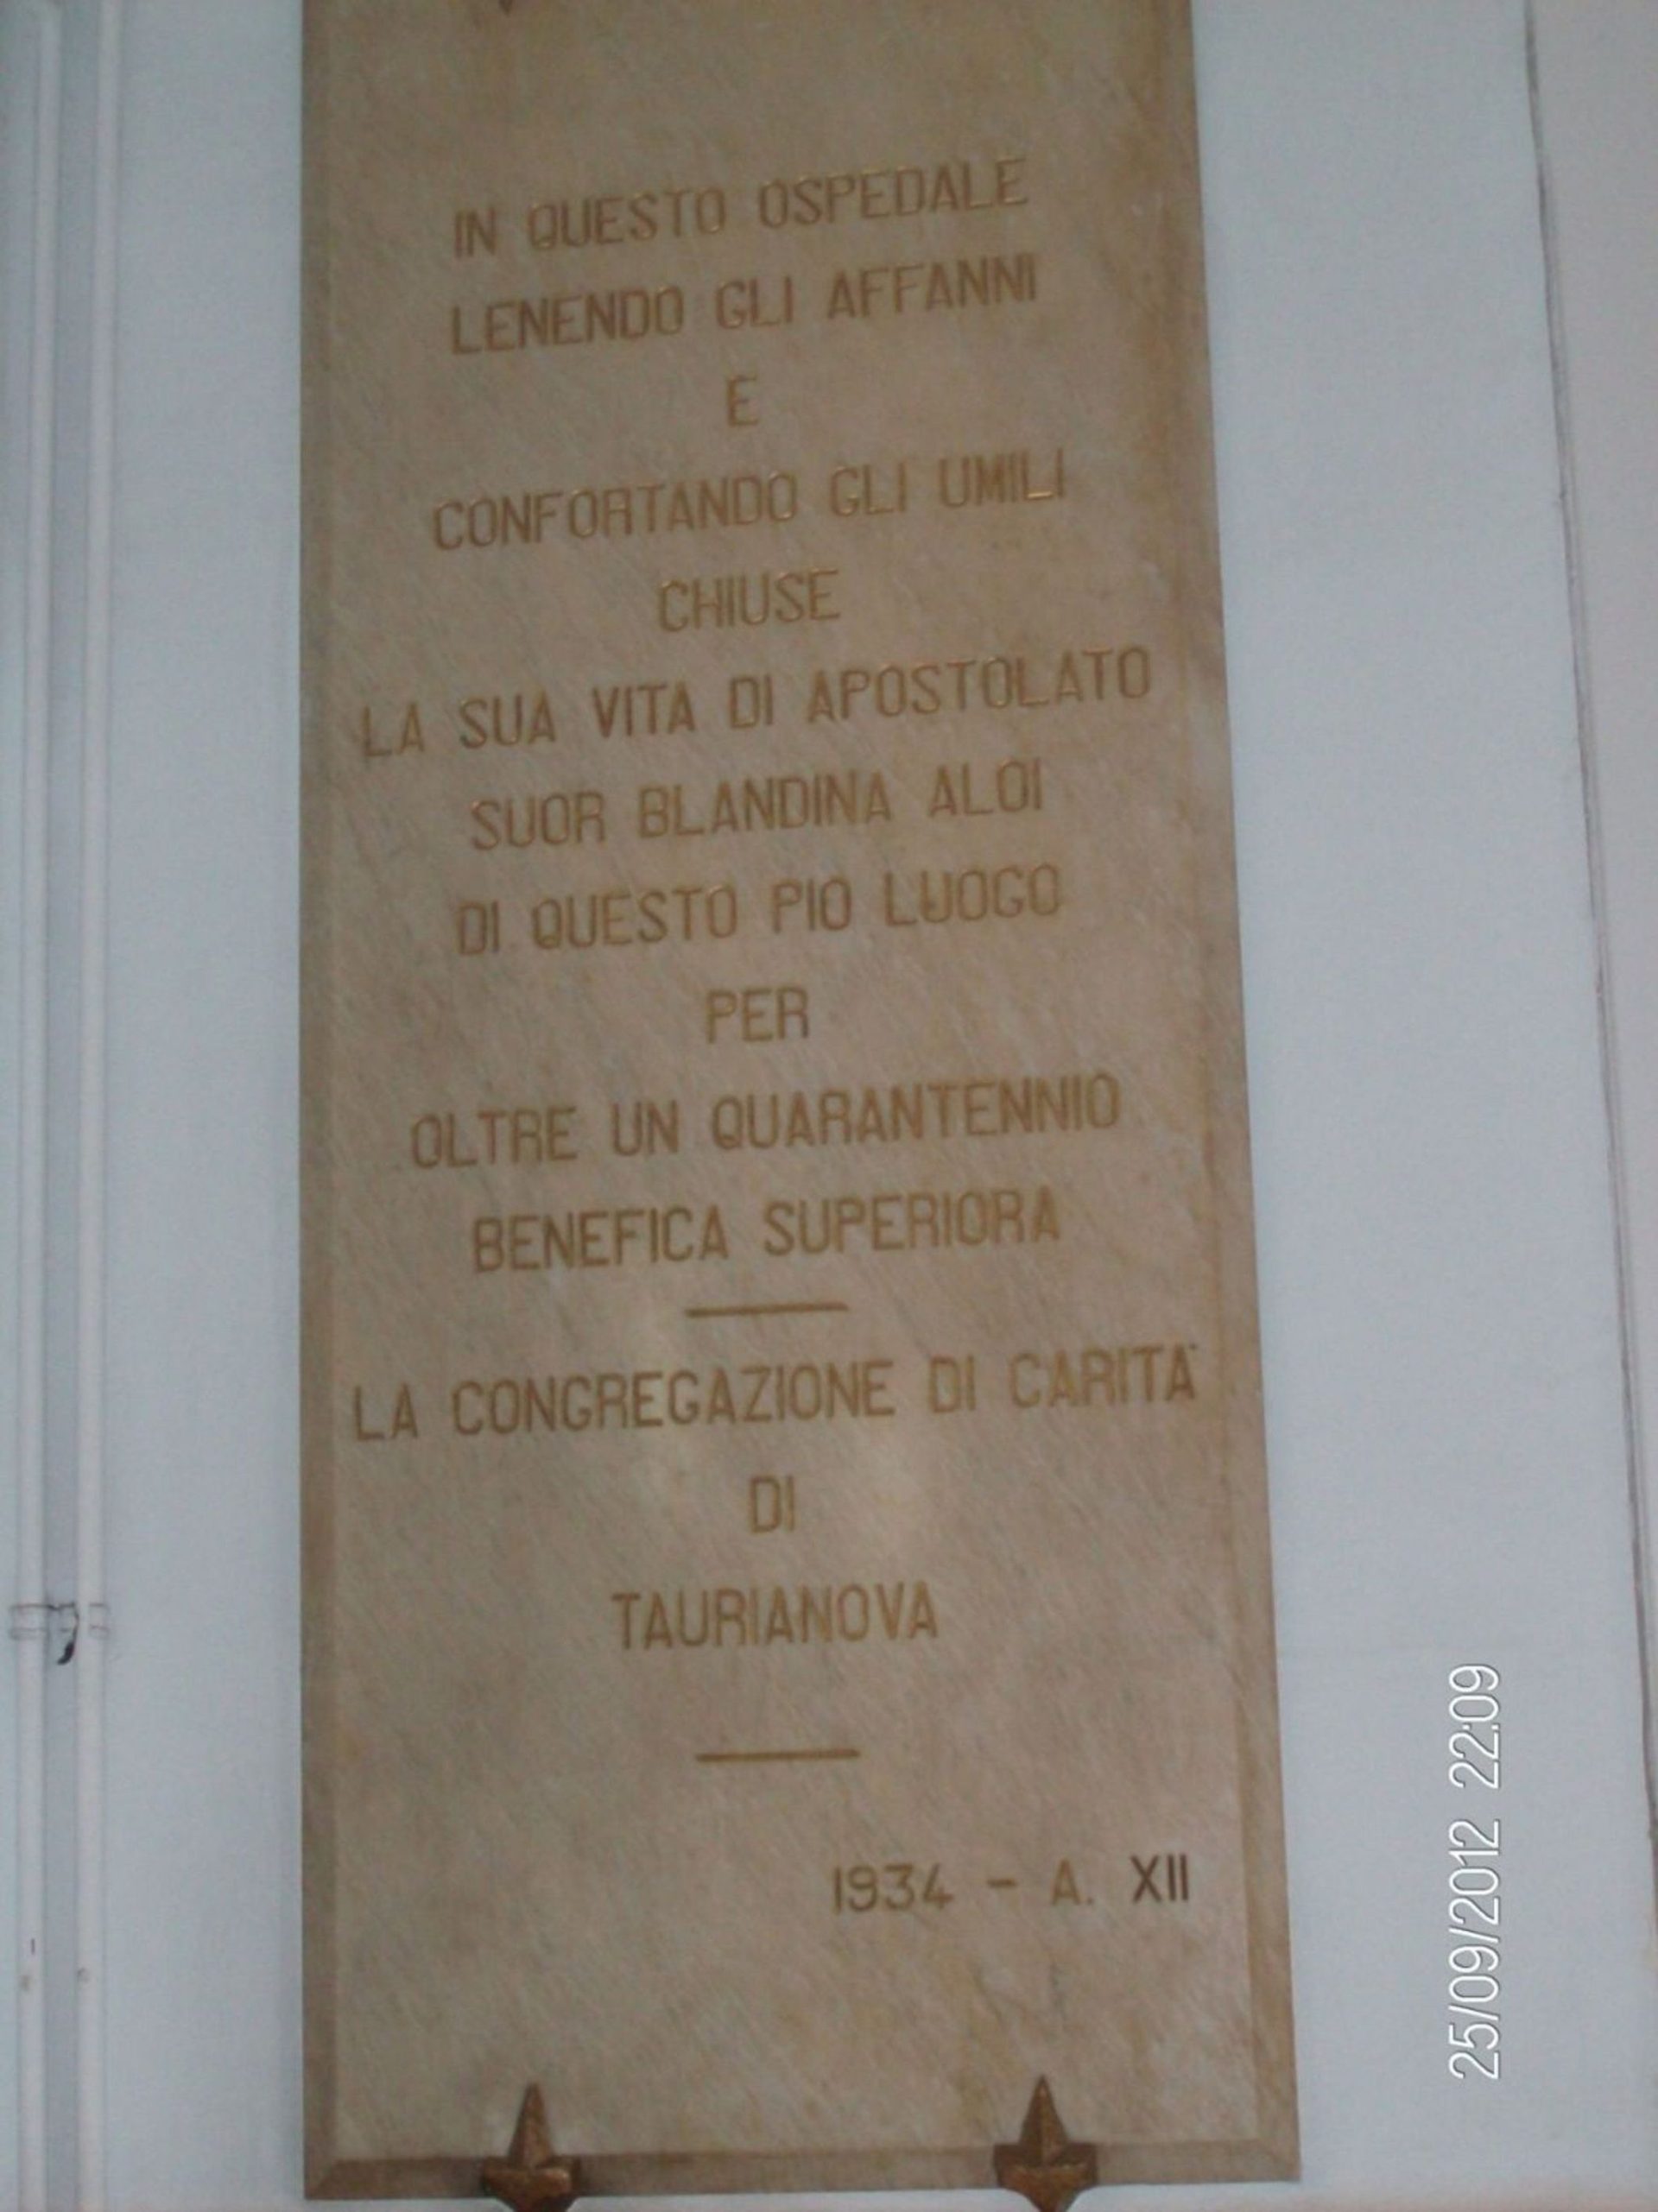 IN QUESTO OSPEDALE
LENENDO GLI AFFANNI
E
CONFORTANDO GLI UMILI
CHIUSE
LA SUA VITA DI APOSTOLATO
SUOR BLANDINA ALOI
DI QUESTO PIO LUOGO
PER
OLTRE UN QUARANTENNIO
BENEFICA SUPERIORA
LA CONGREGAZIONE DI CARITA'
DI
TAURIANOVA
1934 - A. XII
25/09/2012 22:09